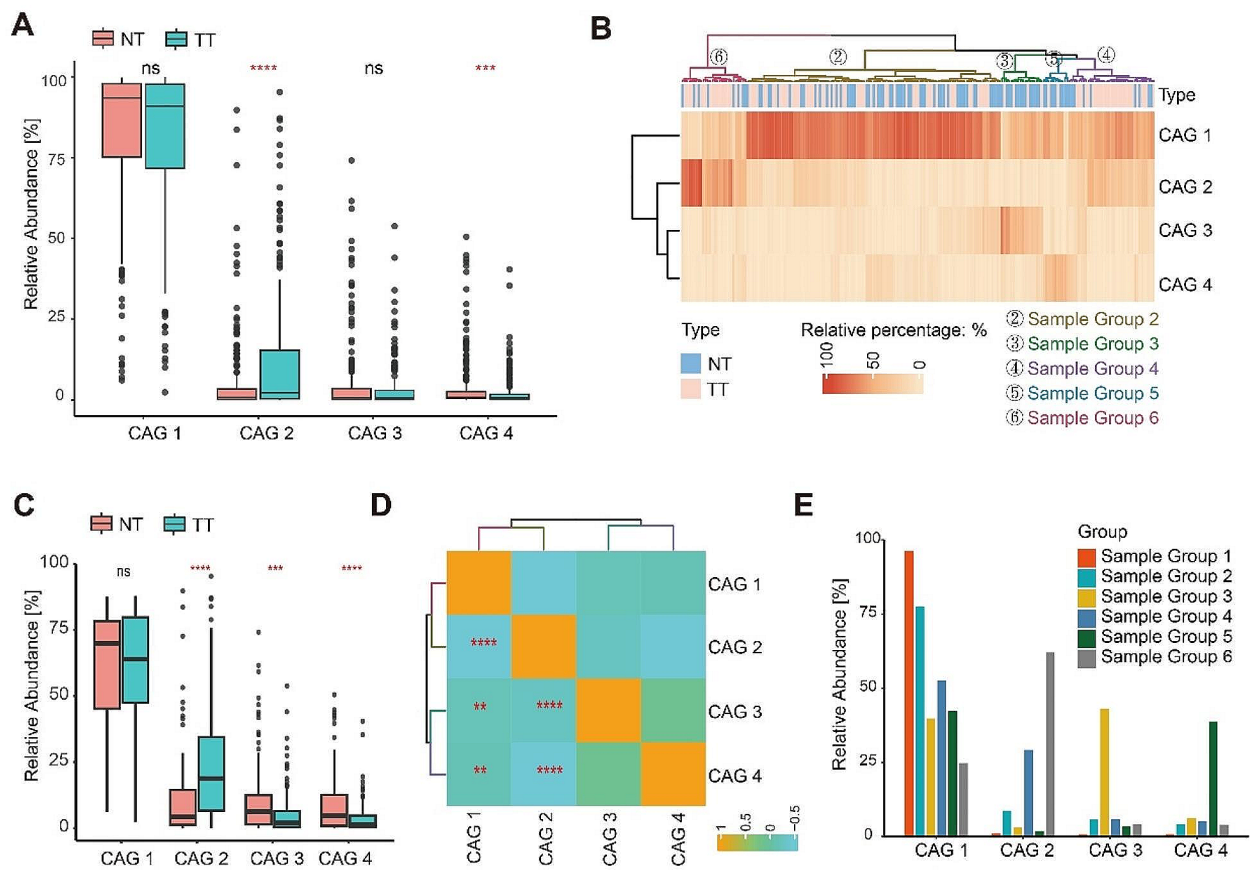 A
NT TT
Relative Abundance [%]
100
75
50
25
0
ns
****
ns
***
CAG 1 CAG 2 CAG 3 CAG 4
B
⑥ ② ③ ⑤ ④
Type
CAG 1
CAG 2
CAG 3
CAG 4
Type
NT
TT
Relative percentage: %
100 50 0
② Sample Group 2
③ Sample Group 3
④ Sample Group 4
⑤ Sample Group 5
⑥ Sample Group 6
C
NT TT
Relative Abundance [%]
100
75
50
25
0
ns
****
***
****
CAG 1 CAG 2 CAG 3 CAG 4
D
CAG 1
****
CAG 2
** ****
CAG 3
** ****
CAG 4
CAG 1 CAG 2 CAG 3 CAG 4
1 0.5 0 −0.5
E
Relative Abundance [%]
100
75
50
25
0
CAG 1 CAG 2 CAG 3 CAG 4
Group
Sample Group 1
Sample Group 2
Sample Group 3
Sample Group 4
Sample Group 5
Sample Group 6